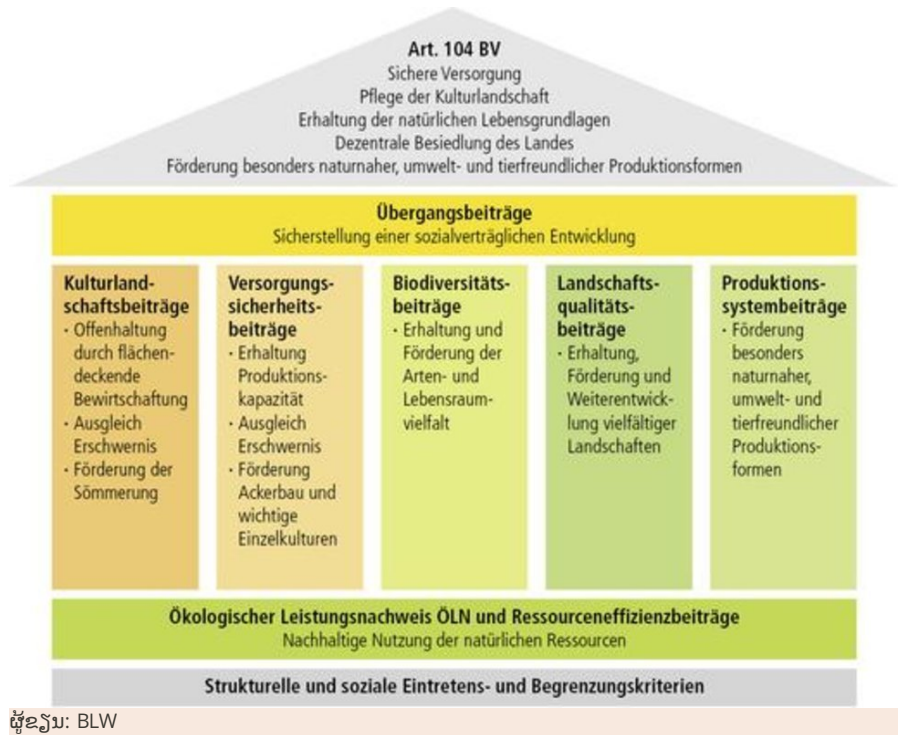 Art. 104 BV
Sichere Versorgung
Pflege der Kulturlandschaft
Erhaltung der natürlichen Lebensgrundlagen
Dezentrale Besiedlung des Landes
Förderung besonders naturnaher, umwelt- und tierfreundlicher Produktionsformen
Übergangsbeiträge
Sicherstellung einer sozialverträglichen Entwicklung
Kulturland-
schaftsbeiträge
· Offenhaltung
durch flächen-
deckende
Bewirtschaftung
· Ausgleich
Erschwernis
· Förderung der
Sömmerung
Versorgungs-
sicherheits-
beiträge
· Erhaltung
Produktions-
kapazität
· Ausgleich
Erschwernis
· Förderung
Ackerbau und
wichtige
Einzelkulturen
Biodiversitäts-
beiträge
· Erhaltung und
Förderung der
Arten- und
Lebensraum-
vielfalt
Landschafts-
qualitäts-
beiträge
· Erhaltung,
Förderung und
Weiterentwick-
lung vielfältiger
Landschaften
Produktions-
systembeiträge
· Förderung
besonders
naturnaher,
umwelt- und
tierfreundlicher
Produktions-
formen
Ökologischer Leistungsnachweis ÖLN und Ressourceneffizienzbeiträge
Nachhaltige Nutzung der natürlichen Ressourcen
Strukturelle und soziale Eintretens- und Begrenzungskriterien
ຜູ້ຂຽນ: BLW